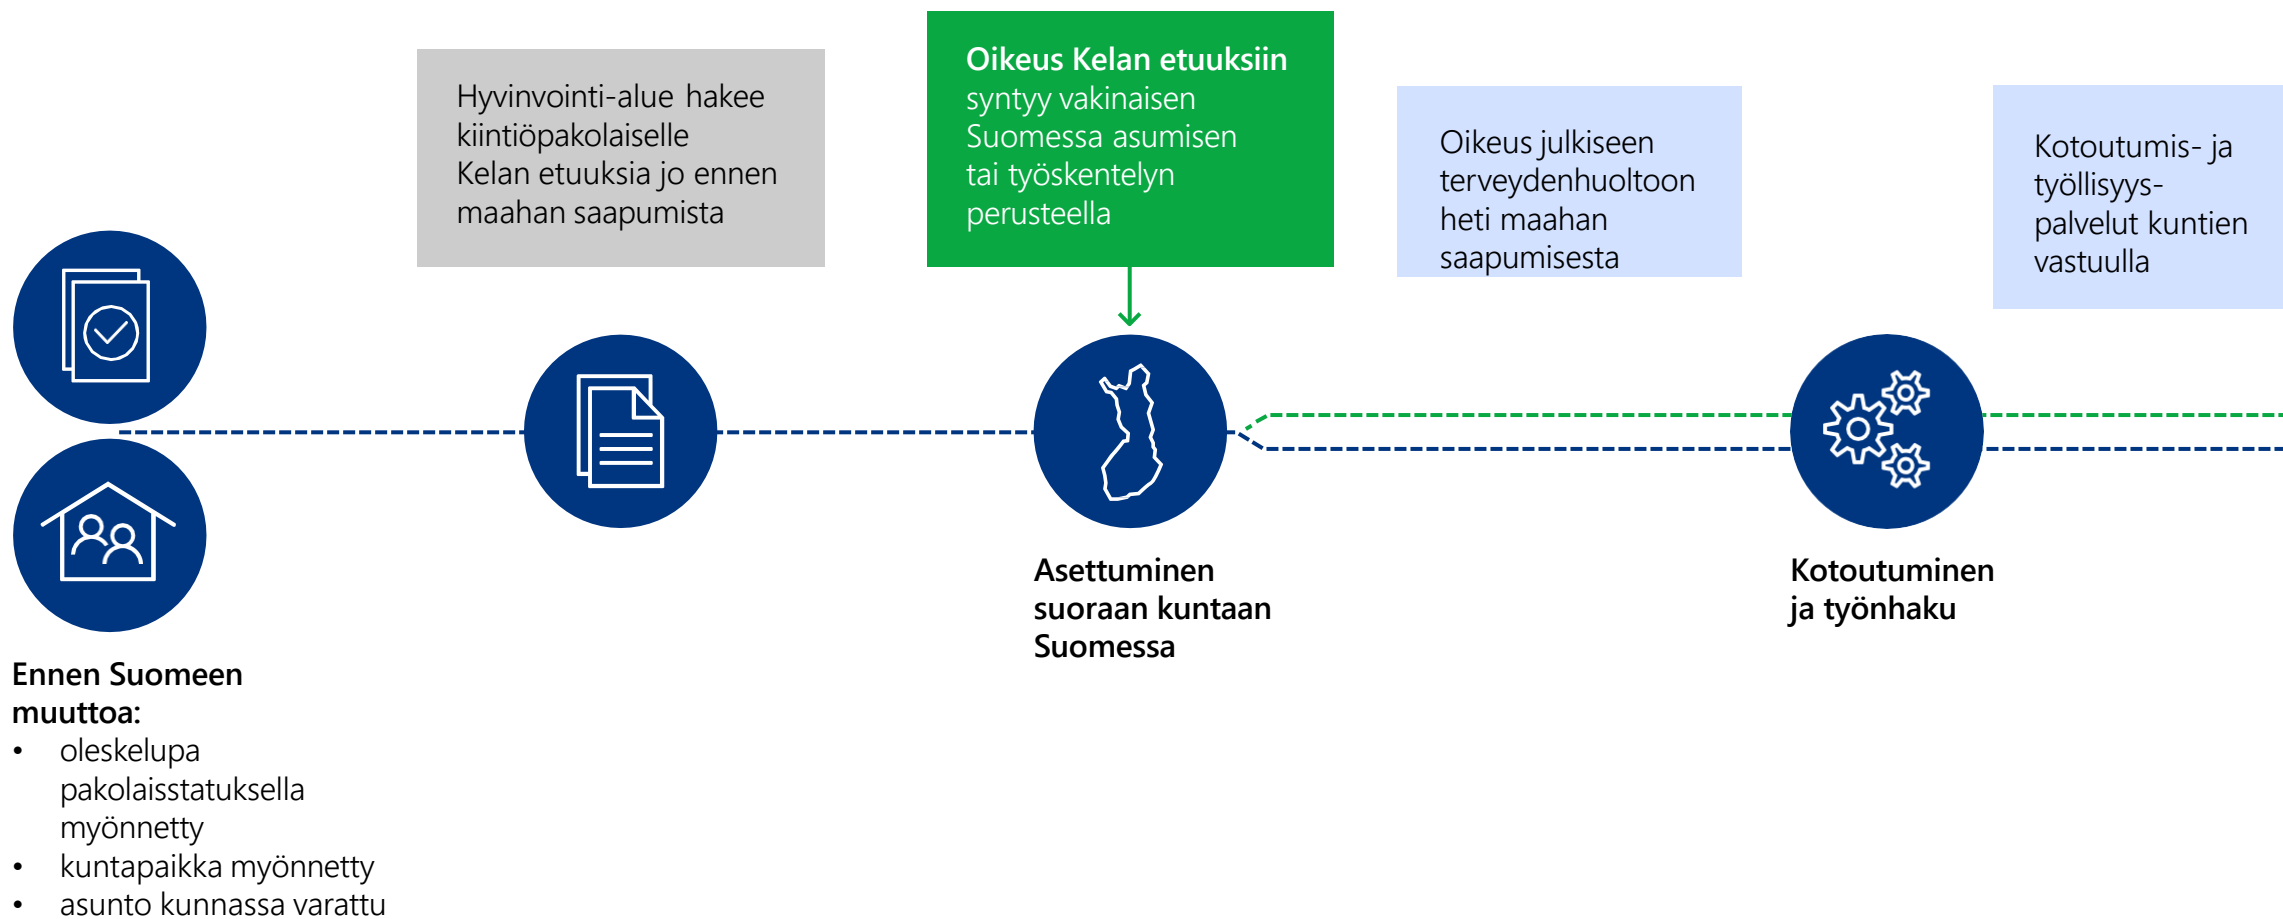 Hyvinvointi-alue hakee
kiintiöpakolaiselle
Kelan etuuksia jo ennen
maahan saapumista
Oikeus Kelan etuuksiin
syntyy vakinaisen
Suomessa asumisen
tai työskentelyn
perusteella
Oikeus julkiseen
terveydenhuoltoon
heti maahan
saapumisesta
Kotoutumis- ja
työllisyys-
palvelut kuntien
vastuulla
Ennen Suomeen
muuttoa:
• oleskelupa
pakolaisstatuksella
myönnetty
• kuntapaikka myönnetty
• asunto kunnassa varattu
Asettuminen
suoraan kuntaan
Suomessa
Kotoutuminen
ja työnhaku